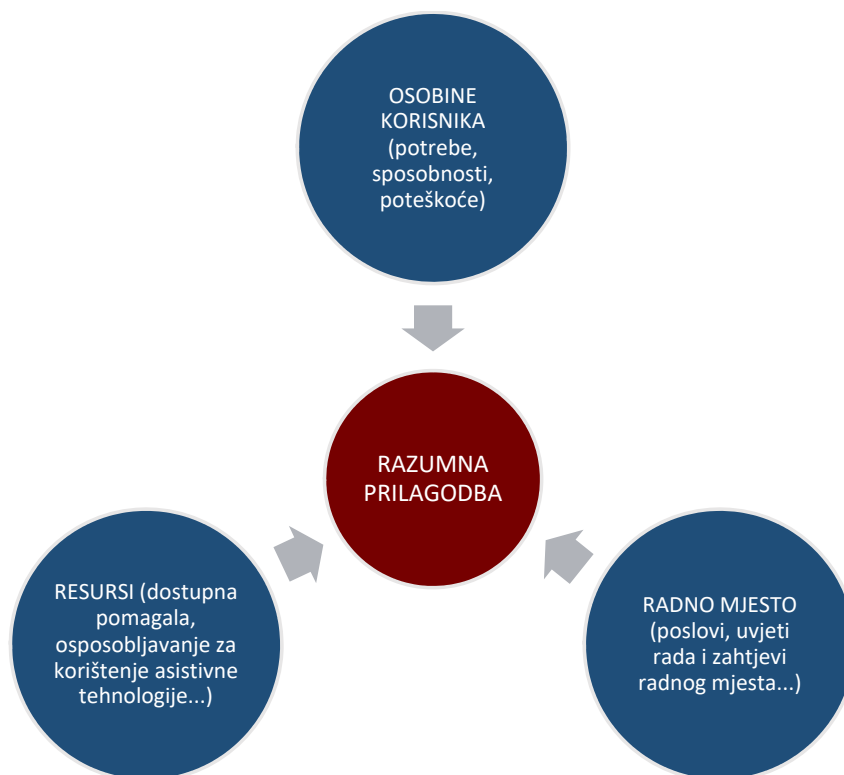 OSOBINE
KORISNIKA
(potrebe,
sposobnosti,
poteškoće)
RAZUMNA
PRILAGODBA
RESURSI (dostupna
pomagala,
osposobljavanje za
korištenje asistivne
tehnologije...)
RADNO MJESTO
(poslovi, uvjeti
rada i zahtjevi
radnog mjesta...)